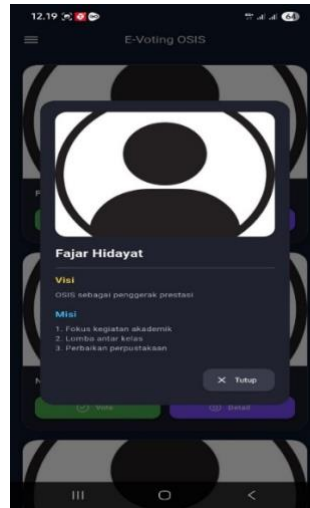 12.19
64
E-Voting OSIS
Fajar Hidayat
Visi
OSIS sebagai penggerak prestasi
Misi
1. Fokus kegiatan akademik
2. Lomba antar kelas
3. Perbaikan perpustakaan
× Tutup
Vote
Detail